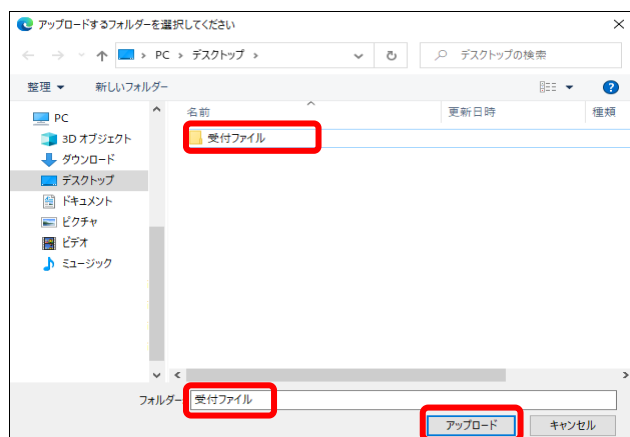 アップロードするフォルダーを選択してください
PC › デスクトップ ›
デスクトップの検索
整理 新しいフォルダー
名前 更新日時 種類
PC
3D オブジェクト
ダウンロード
デスクトップ
ドキュメント
ピクチャ
ビデオ
ミュージック
受付ファイル
フォルダー 受付ファイル
アップロード キャンセル